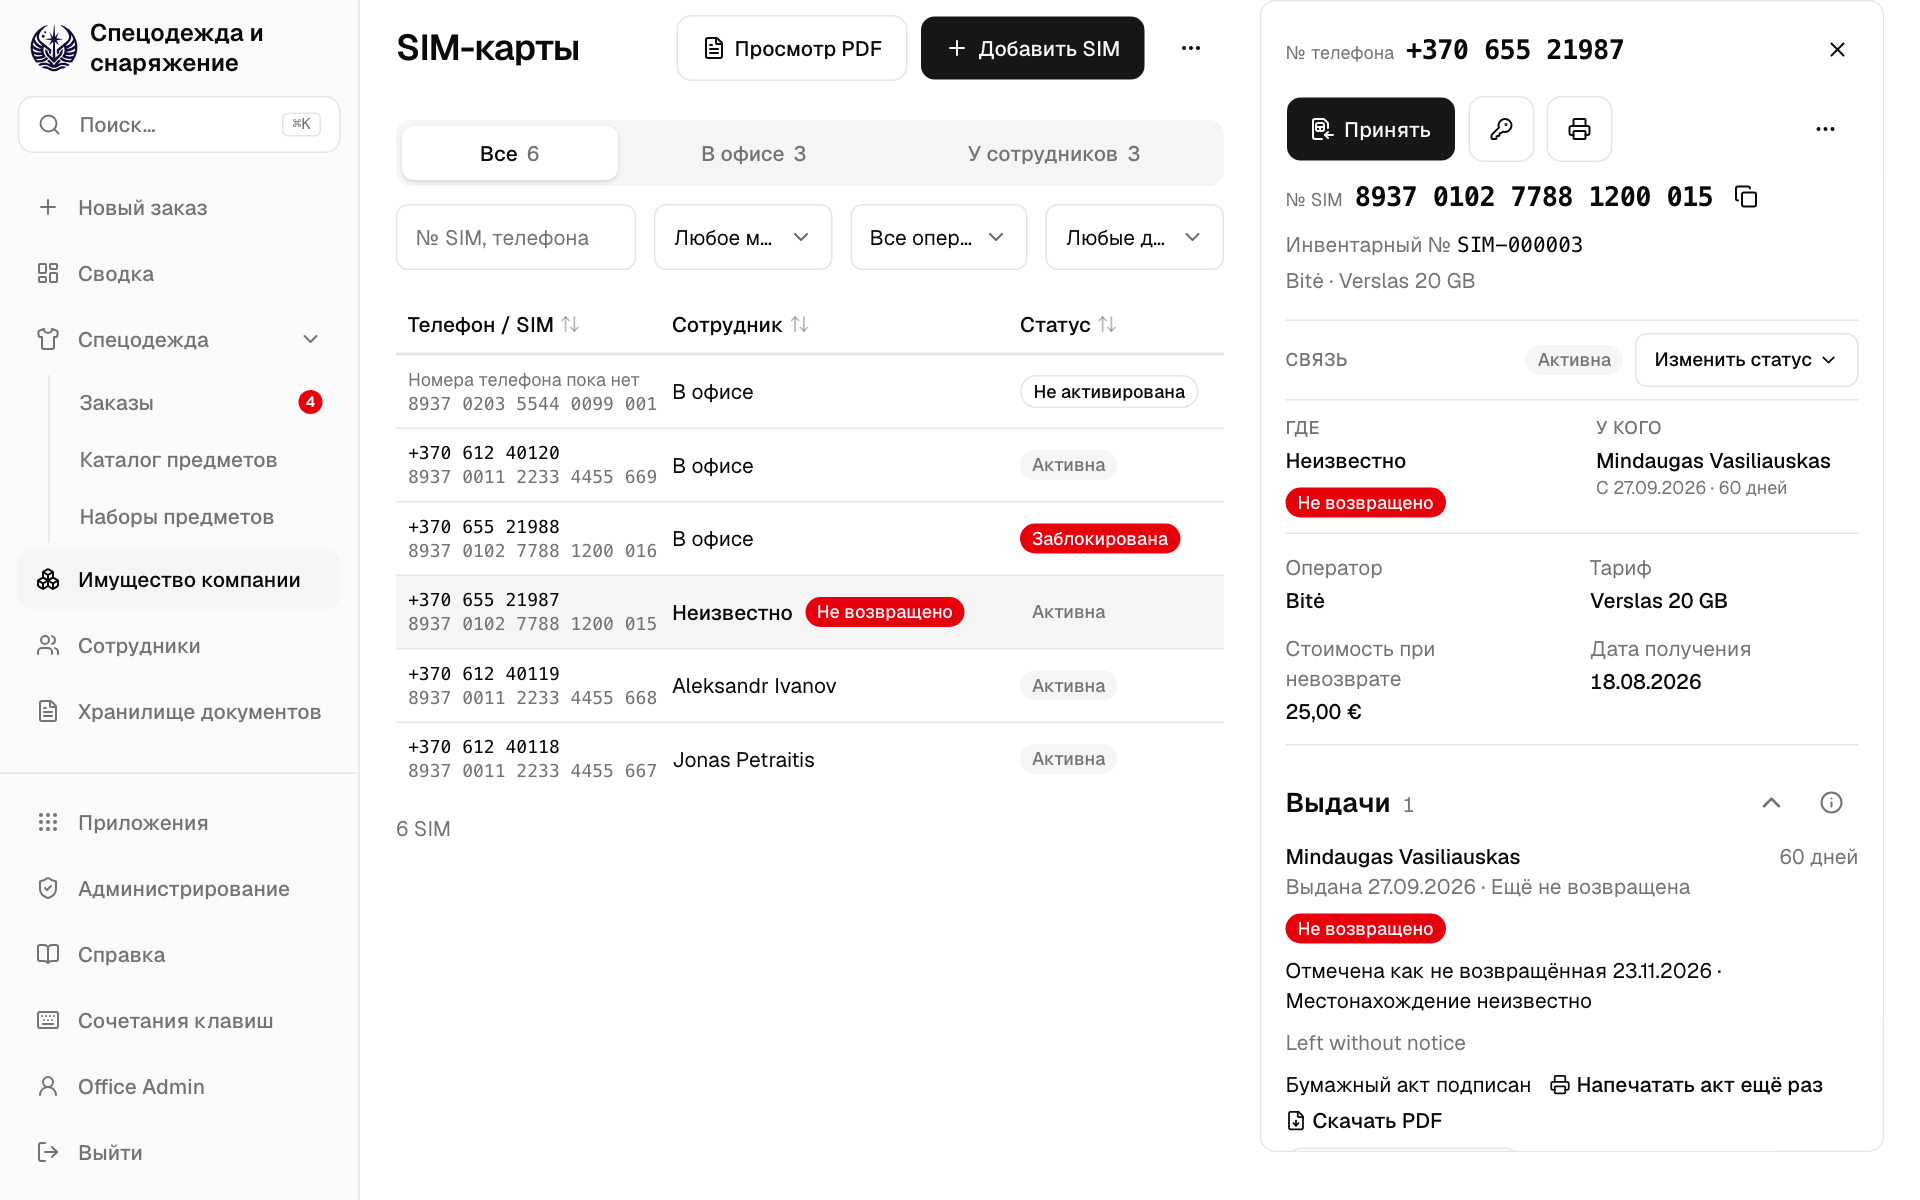 Спецодежда и
снаряжение
Поиск...
⌘K
Новый заказ
Сводка
Спецодежда
Заказы
4
Каталог предметов
Наборы предметов
Имущество компании
Сотрудники
Хранилище документов
Приложения
Администрирование
Справка
Сочетания клавиш
Office Admin
Выйти
SIM-карты
Просмотр PDF
Добавить SIM
Все 6
В офисе 3
У сотрудников 3
№ SIM, телефона
Любое м...
Все опер...
Любые д...
Телефон / SIM
Сотрудник
Статус
Номера телефона пока нет
8937 0203 5544 0099 001
В офисе
Не активирована
+370 612 40120
8937 0011 2233 4455 669
В офисе
Активна
+370 655 21988
8937 0102 7788 1200 016
В офисе
Заблокирована
+370 655 21987
8937 0102 7788 1200 015
Неизвестно
Не возвращено
Активна
+370 612 40119
8937 0011 2233 4455 668
Aleksandr Ivanov
Активна
+370 612 40118
8937 0011 2233 4455 667
Jonas Petraitis
Активна
6 SIM
№ телефона +370 655 21987
Принять
№ SIM 8937 0102 7788 1200 015
Инвентарный № SIM-000003
Bitė · Verslas 20 GB
СВЯЗЬ
Активна
Изменить статус
ГДЕ
Неизвестно
Не возвращено
У КОГО
Mindaugas Vasiliauskas
С 27.09.2026 · 60 дней
Оператор
Bitė
Тариф
Verslas 20 GB
Стоимость при
невозврате
25,00 €
Дата получения
18.08.2026
Выдачи 1
Mindaugas Vasiliauskas
60 дней
Выдана 27.09.2026 · Ещё не возвращена
Не возвращено
Отмечена как не возвращённая 23.11.2026 ·
Местонахождение неизвестно
Left without notice
Бумажный акт подписан
Напечатать акт ещё раз
Скачать PDF